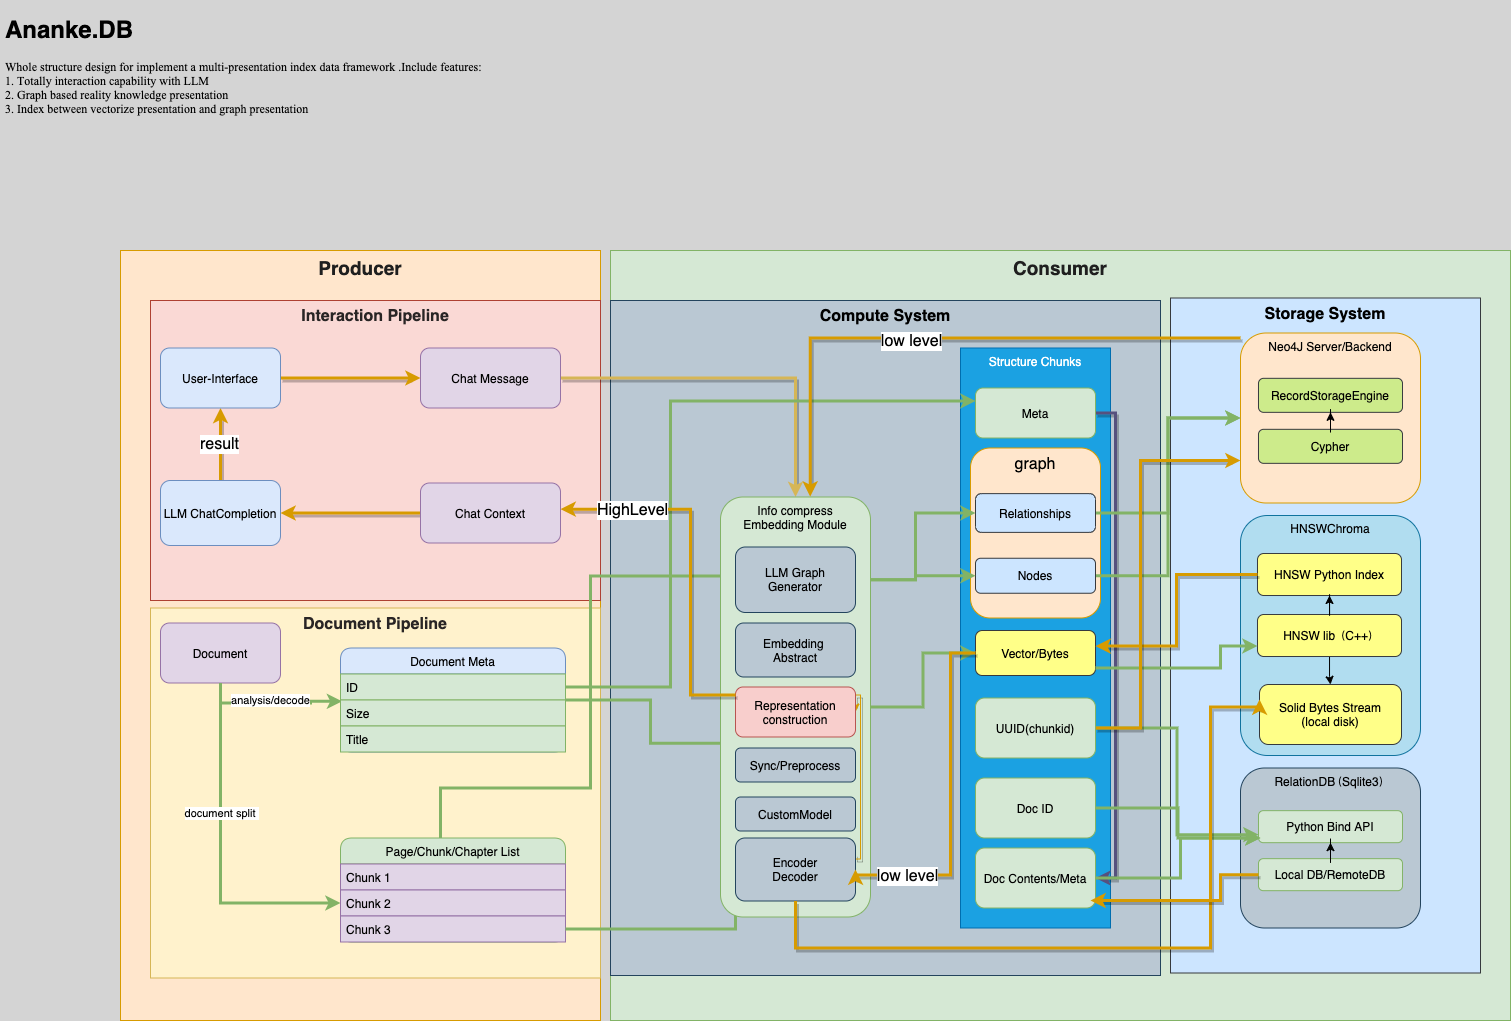 Ananke.DB
Whole structure design for implement a multi-presentation index data framework .Include features:
1. Totally interaction capability with LLM
2. Graph based reality knowledge presentation
3. Index between vectorize presentation and graph presentation
Producer
Interaction Pipeline
User-Interface
Chat Message
result
LLM ChatCompletion
Chat Context
HighLevel
Document Pipeline
Document
analysis/decode
Document Meta
ID
Size
Title
document split
Page/Chunk/Chapter List
Chunk 1
Chunk 2
Chunk 3
Consumer
Compute System
low level
Info compress
Embedding Module
LLM Graph
Generator
Embedding
Abstract
Representation
construction
Sync/Preprocess
CustomModel
Encoder
Decoder
low level
Structure Chunks
Meta
graph
Relationships
Nodes
Vector/Bytes
UUID(chunkid)
Doc ID
Doc Contents/Meta
Storage System
Neo4J Server/Backend
RecordStorageEngine
Cypher
HNSWChroma
HNSW Python Index
HNSW lib（C++）
Solid Bytes Stream
(local disk)
RelationDB（Sqlite3）
Python Bind API
Local DB/RemoteDB